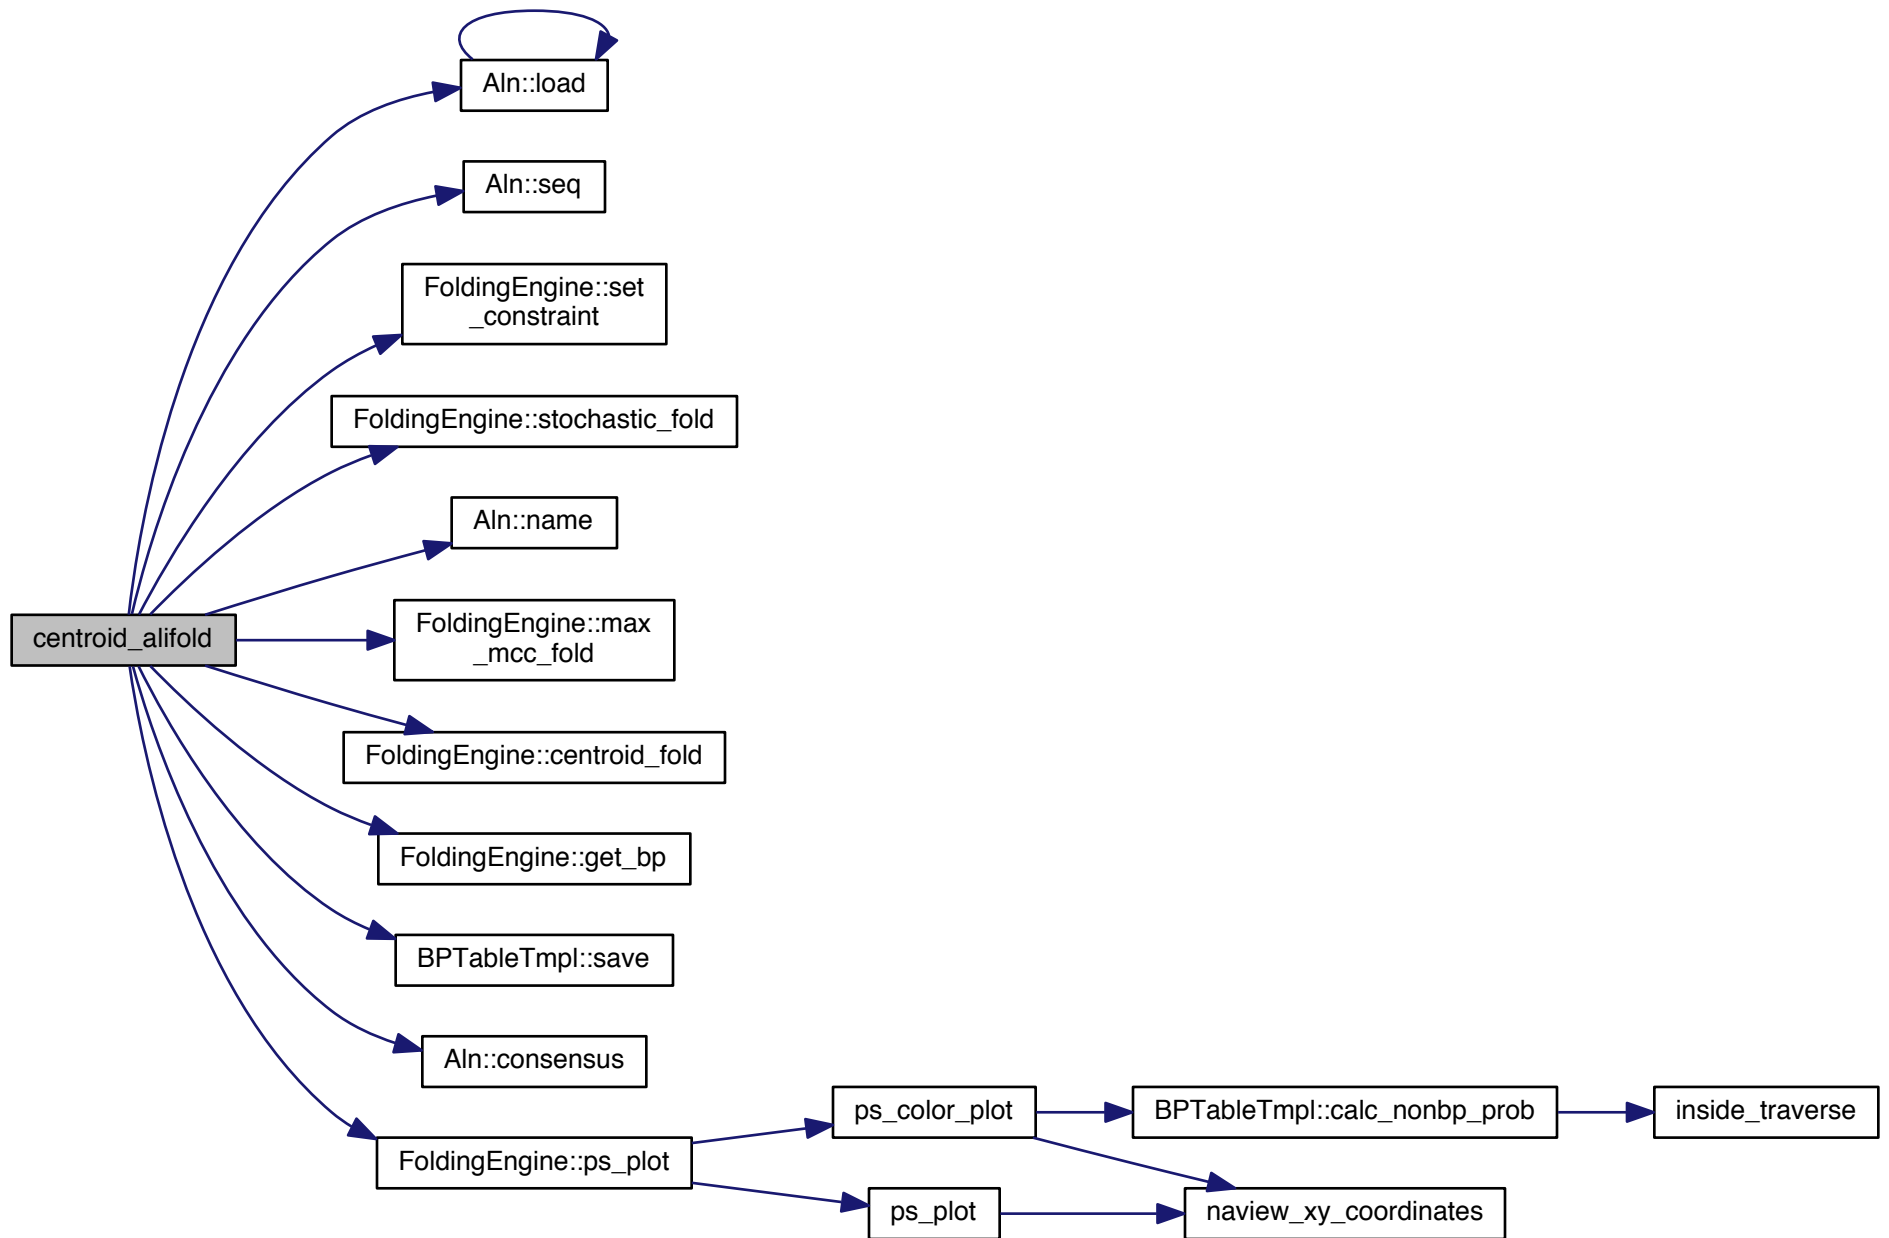 Aln::load
Aln::seq
FoldingEngine::set
_constraint
FoldingEngine::stochastic_fold
Aln::name
centroid_alifold
FoldingEngine::max
_mcc_fold
FoldingEngine::centroid_fold
FoldingEngine::get_bp
BPTableTmpl::save
Aln::consensus
ps_color_plot
BPTableTmpl::calc_nonbp_prob
inside_traverse
FoldingEngine::ps_plot
ps_plot
naview_xy_coordinates